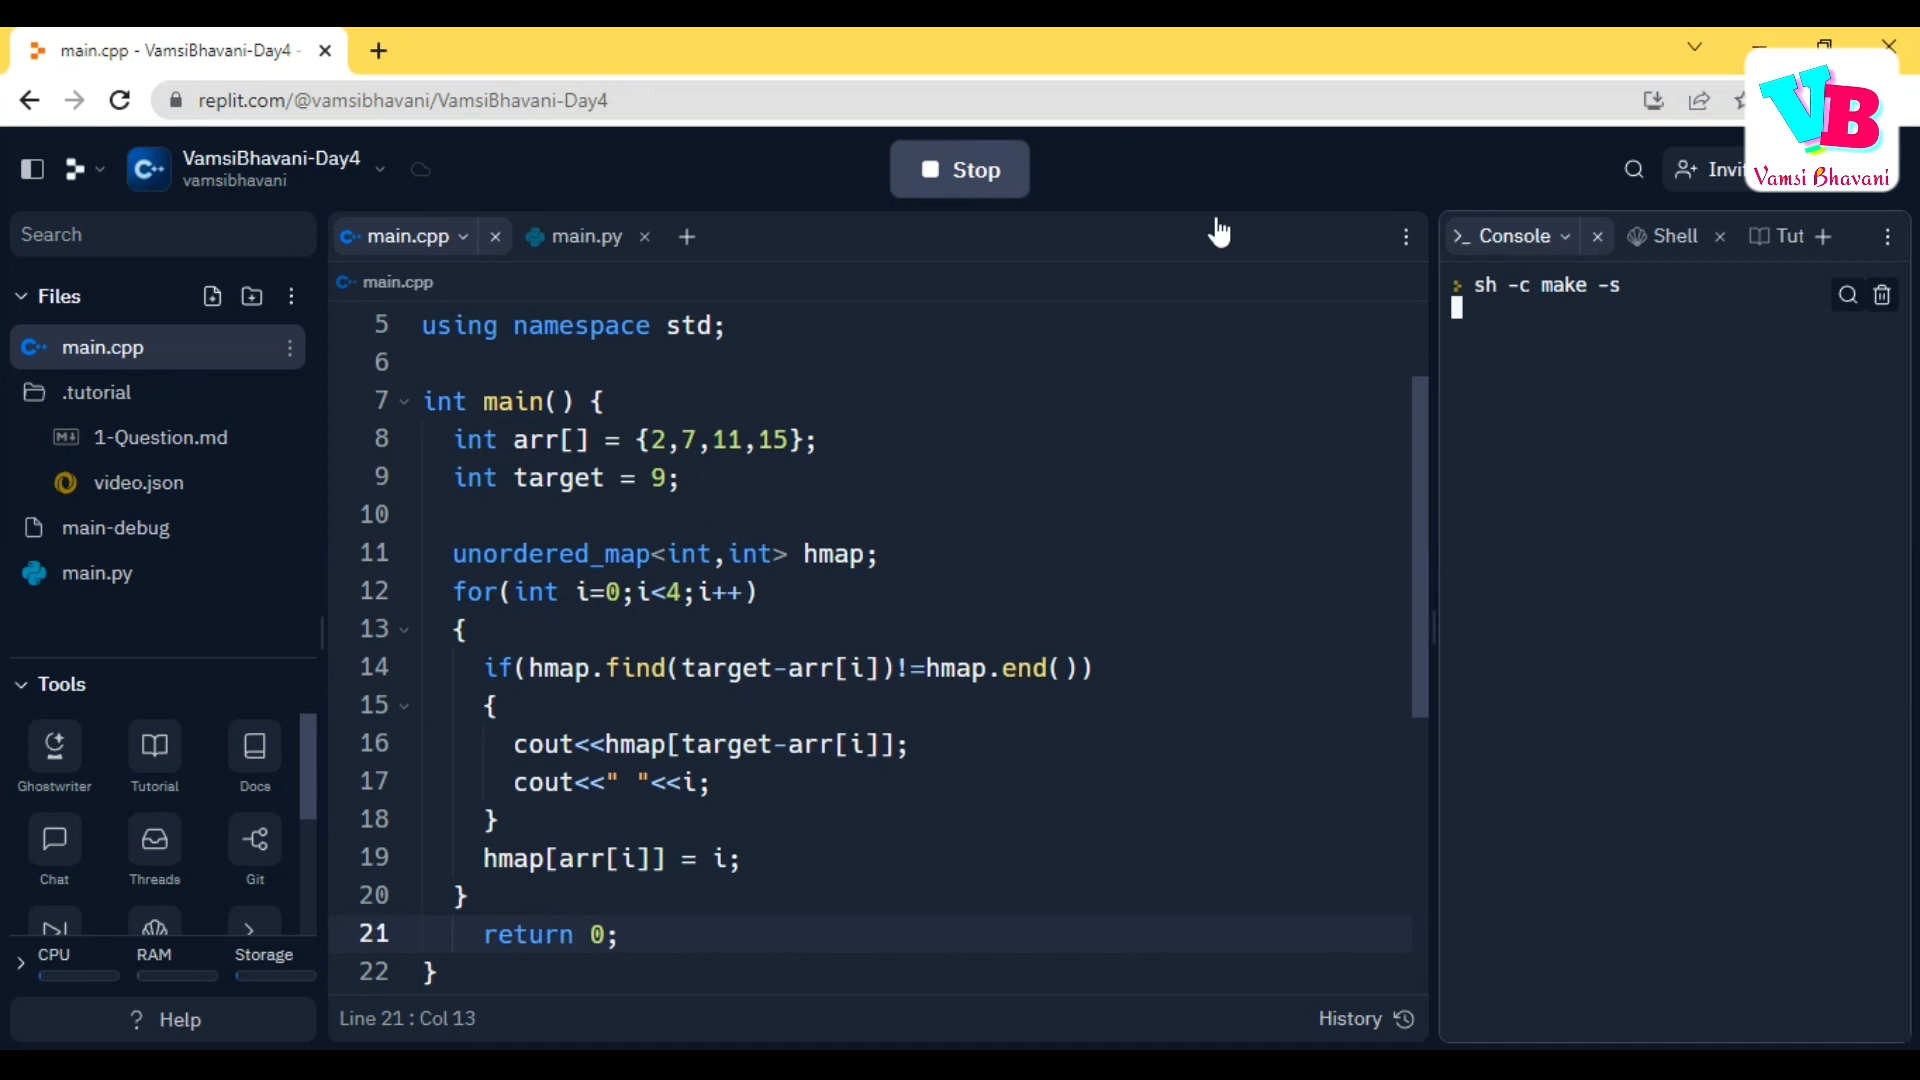 main.cpp - VamsiBhavani-Day4 -
replit.com/@vamsibhavani/VamsiBhavani-Day4
VB
Vamsi Bhavani
VamsiBhavani-Day4
vamsibhavani
Stop
Search
main.cpp
main.py
Console
Shell
Tut
Files
main.cpp
.tutorial
1-Question.md
video.json
main-debug
main.py
Tools
Ghostwriter
Tutorial
Docs
Chat
Threads
Git
CPU
RAM
Storage
? Help
main.cpp
5 using namespace std;
6
7 int main() {
8 int arr[] = {2,7,11,15};
9 int target = 9;
10
11 unordered_map<int,int> hmap;
12 for(int i=0;i<4;i++)
13 {
14 if(hmap.find(target-arr[i])!=hmap.end())
15 {
16 cout<<hmap[target-arr[i]];
17 cout<<" "<<i;
18 }
19 hmap[arr[i]] = i;
20 }
21 return 0;
22 }
Line 21 : Col 13
History
sh -c make -s